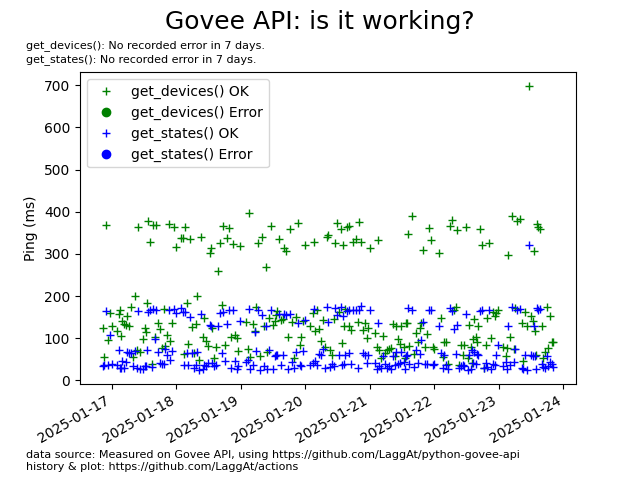 Govee API: is it working?
get_devices(): No recorded error in 7 days.
get_states(): No recorded error in 7 days.
get_devices() OK
get_devices() Error
get_states() OK
get_states() Error
Ping (ms)
700
600
500
400
300
200
100
0
2025-01-17
2025-01-18
2025-01-19
2025-01-20
2025-01-21
2025-01-22
2025-01-23
2025-01-24
data source: Measured on Govee API, using https://github.com/LaggAt/python-govee-api
history & plot: https://github.com/LaggAt/actions